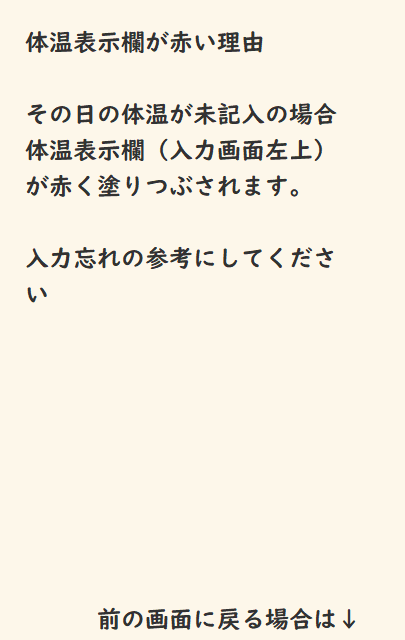 体温表示欄が赤い理由
その日の体温が未記入の場合
体温表示欄（入力画面左上）
が赤く塗りつぶされます。
入力忘れの参考にしてくださ
い
前の画面に戻る場合は↓